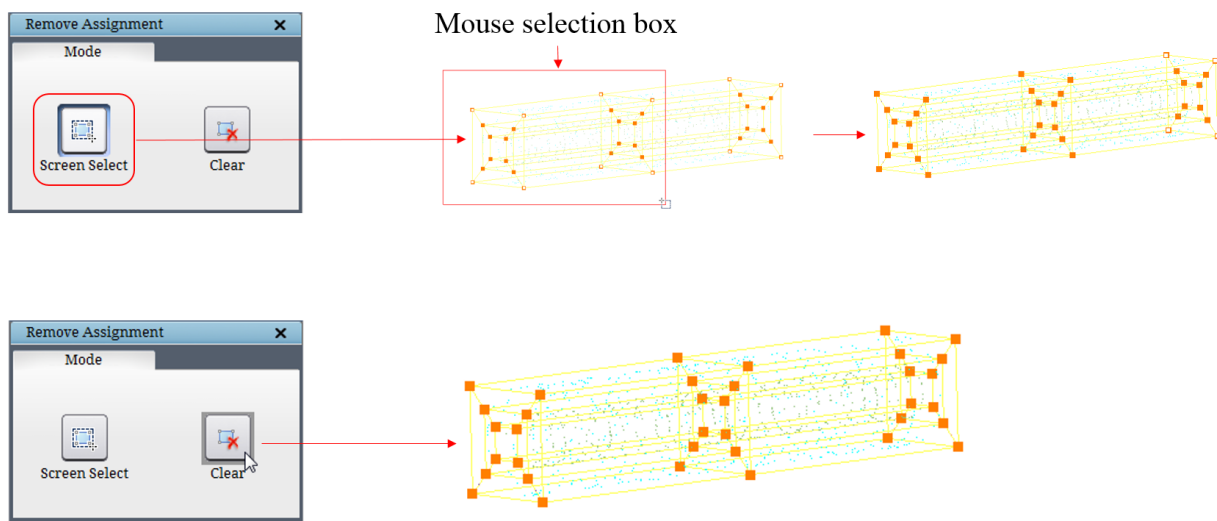 Mouse selection box
Remove Assignment
Mode
Screen Select
Clear
Remove Assignment
Mode
Screen Select
Clear